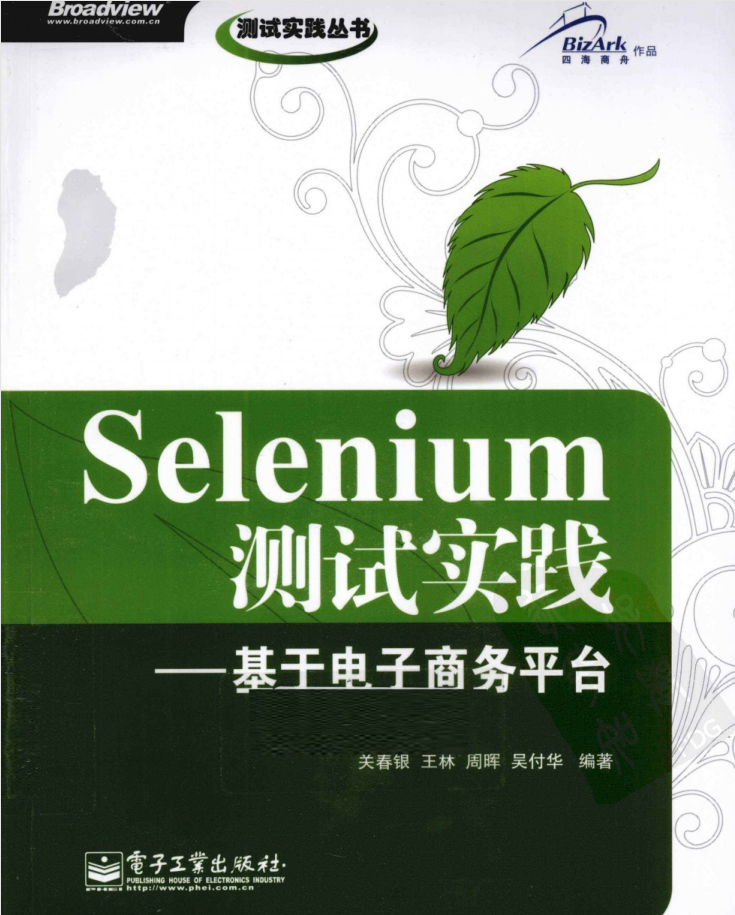 Broadview
www.broadview.com.cn
测试实践丛书
BizArk
四海商舟
作品
Selenium
测试实践
——基于电子商务平台
关春银 王林 周晖 吴付华 编著
電子工業出版社·
PUBLISHING HOUSE OF ELECTRONICS INDUSTRY
http://www.phei.com.cn
DG